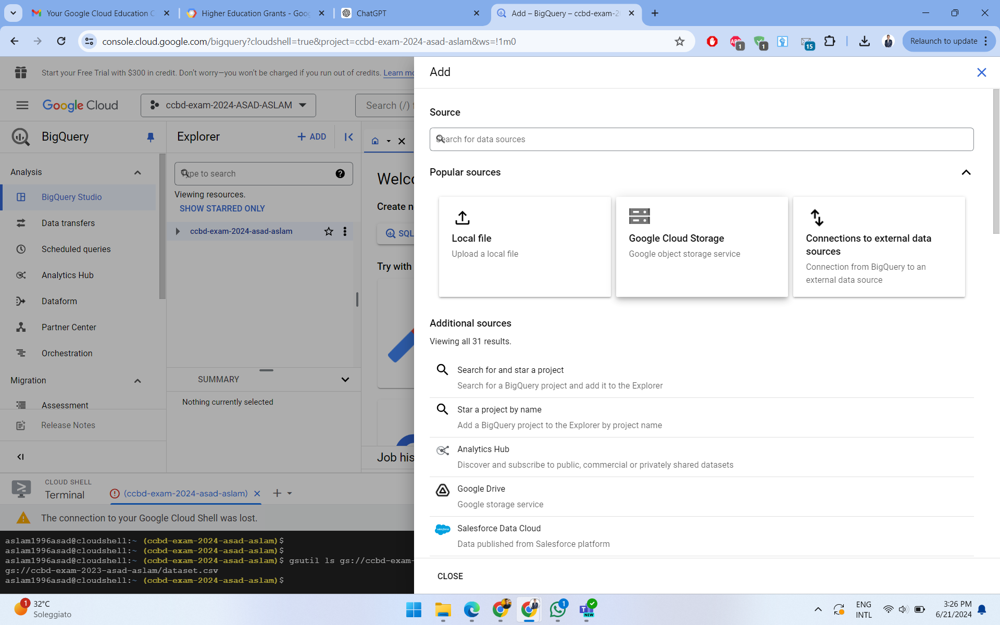 Your Google Cloud Education C
Higher Education Grants - Goog
ChatGPT
Add – BigQuery – ccbd-exam-2
console.cloud.google.com/bigquery?cloudshell=true&project=ccbd-exam-2024-asad-aslam&ws=!1m0
ABP
1
1
15
Relaunch to update
Start your Free Trial with $300 in credit. Don't worry—you won't be charged if you run out of credits. Learn mo
Google Cloud
ccbd-exam-2024-ASAD-ASLAM
Search (/) f
BigQuery
Analysis
BigQuery Studio
Data transfers
Scheduled queries
Analytics Hub
Dataform
Partner Center
Orchestration
Migration
Assessment
Release Notes
Explorer
+ ADD
Type to search
Viewing resources.
SHOW STARRED ONLY
ccbd-exam-2024-asad-aslam
SUMMARY
Nothing currently selected
Welco
Create n
SQL
Try with
Job his
CLOUD SHELL
Terminal
(ccbd-exam-2024-asad-aslam)
The connection to your Google Cloud Shell was lost.
aslam1996asad@cloudshell:~ (ccbd-exam-2024-asad-aslam)$
aslam1996asad@cloudshell:~ (ccbd-exam-2024-asad-aslam)$
aslam1996asad@cloudshell:~ (ccbd-exam-2024-asad-aslam)$ gsutil ls gs://ccbd-exam-
gs://ccbd-exam-2023-asad-aslam/dataset.csv
aslam1996asad@cloudshell:~ (ccbd-exam-2024-asad-aslam)$
Add
Source
Search for data sources
Popular sources
Local file
Upload a local file
Google Cloud Storage
Google object storage service
Connections to external data
sources
Connection from BigQuery to an
external data source
Additional sources
Viewing all 31 results.
Search for and star a project
Search for a BigQuery project and add it to the Explorer
Star a project by name
Add a BigQuery project to the Explorer by project name
Analytics Hub
Discover and subscribe to public, commercial or privately shared datasets
Google Drive
Google storage service
salesforce
Salesforce Data Cloud
Data published from Salesforce platform
CLOSE
1
32°C
Soleggiato
1
NEW
ENG
INTL
3:26 PM
6/21/2024